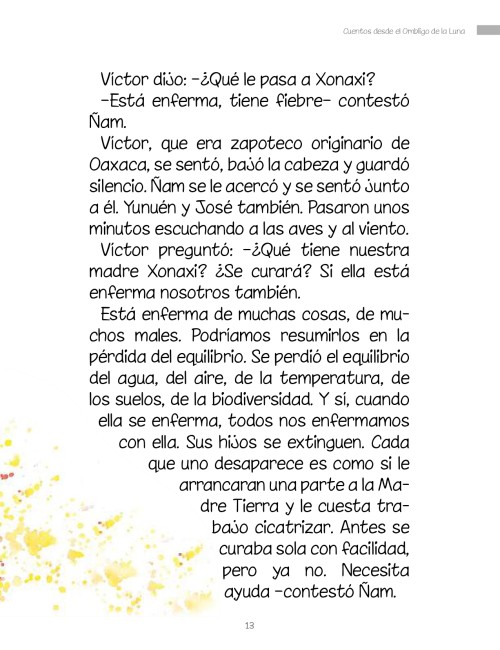 Cuentos desde el Ombligo de la Luna
Víctor dijo: –¿Qué le pasa a Xonaxi?
–Está enferma, tiene fiebre– contestó
Ñam.
Víctor, que era zapoteco originario de
Oaxaca, se sentó, bajó la cabeza y guardó
silencio. Ñam se le acercó y se sentó junto
a él. Yunuén y José también. Pasaron unos
minutos escuchando a las aves y al viento.
Víctor preguntó: –¿Qué tiene nuestra
madre Xonaxi? ¿Se curará? Si ella está
enferma nosotros también.
Está enferma de muchas cosas, de mu-
chos males. Podríamos resumirlos en la
pérdida del equilibrio. Se perdió el equilibrio
del agua, del aire, de la temperatura, de
los suelos, de la biodiversidad. Y sí, cuando
ella se enferma, todos nos enfermamos
con ella. Sus hijos se extinguen. Cada
que uno desaparece es como si le
arrancaran una parte a la Ma-
dre Tierra y le cuesta tra-
bajo cicatrizar. Antes se
curaba sola con facilidad,
pero ya no. Necesita
ayuda –contestó Ñam.
13